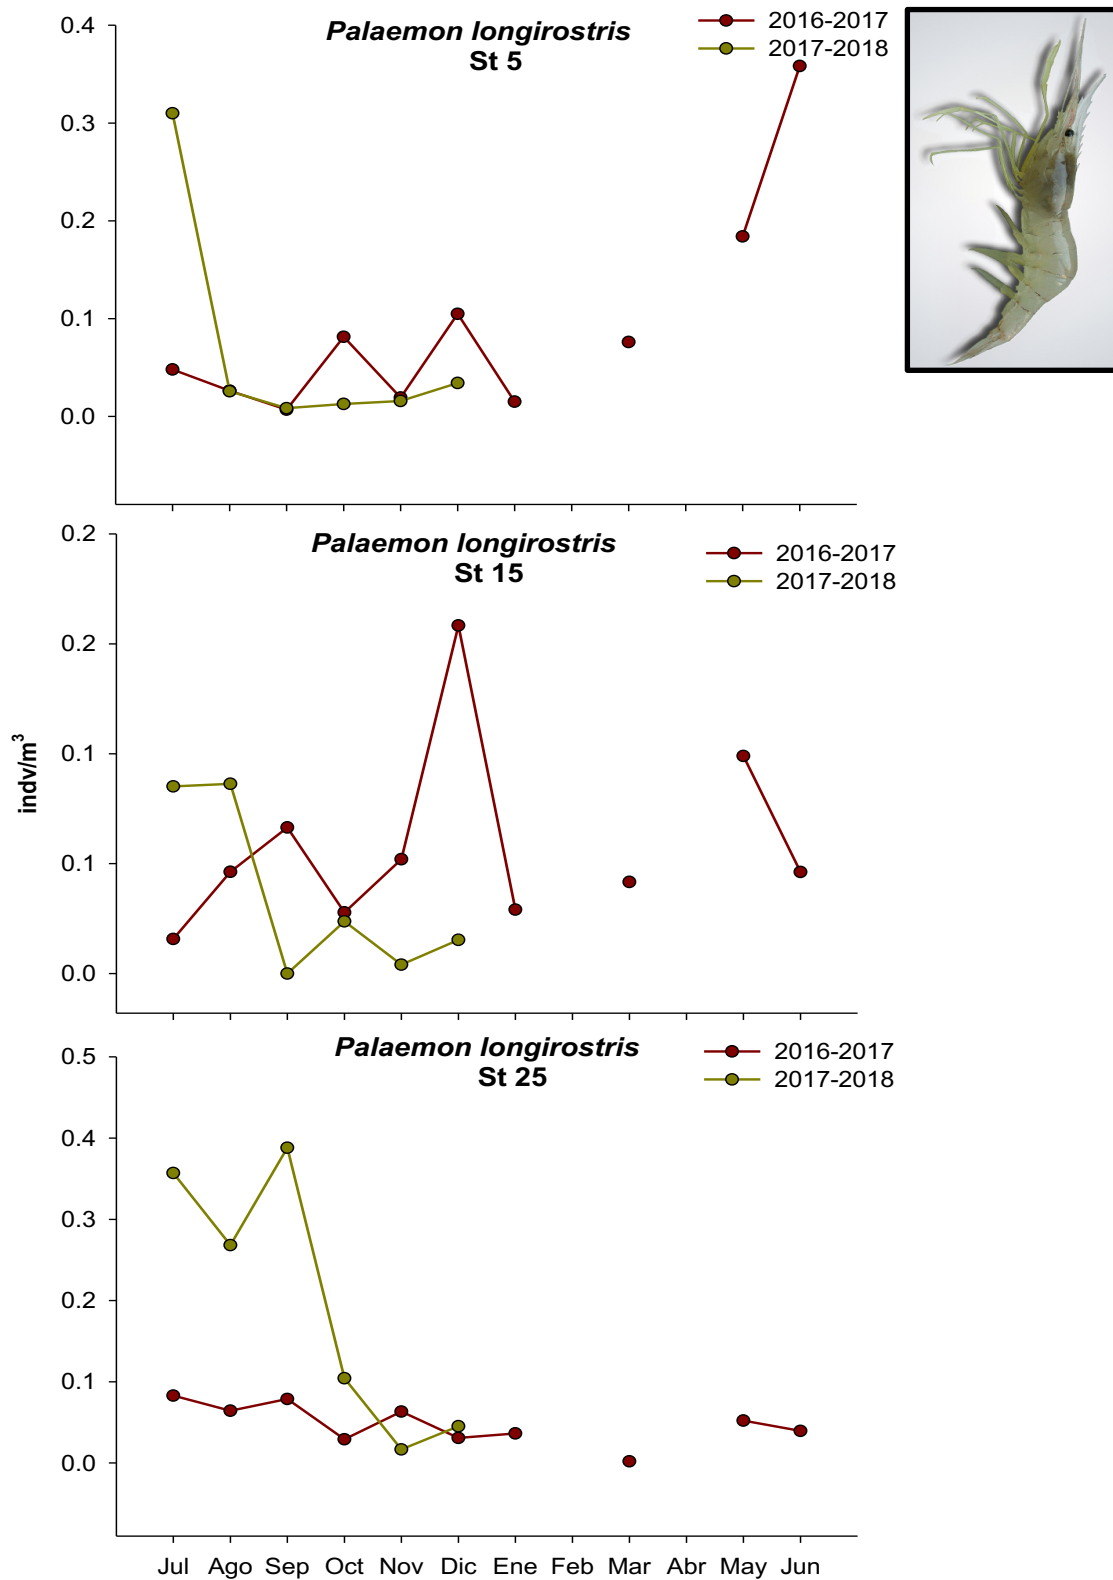 Palaemon longirostris
St 5
2016-2017
2017-2018
0.4
0.3
0.2
0.1
0.0
Palaemon longirostris
St 15
2016-2017
2017-2018
0.2
0.2
0.1
0.1
0.0
indv/m³
Palaemon longirostris
St 25
2016-2017
2017-2018
0.5
0.4
0.3
0.2
0.1
0.0
Jul Ago Sep Oct Nov Dic Ene Feb Mar Abr May Jun